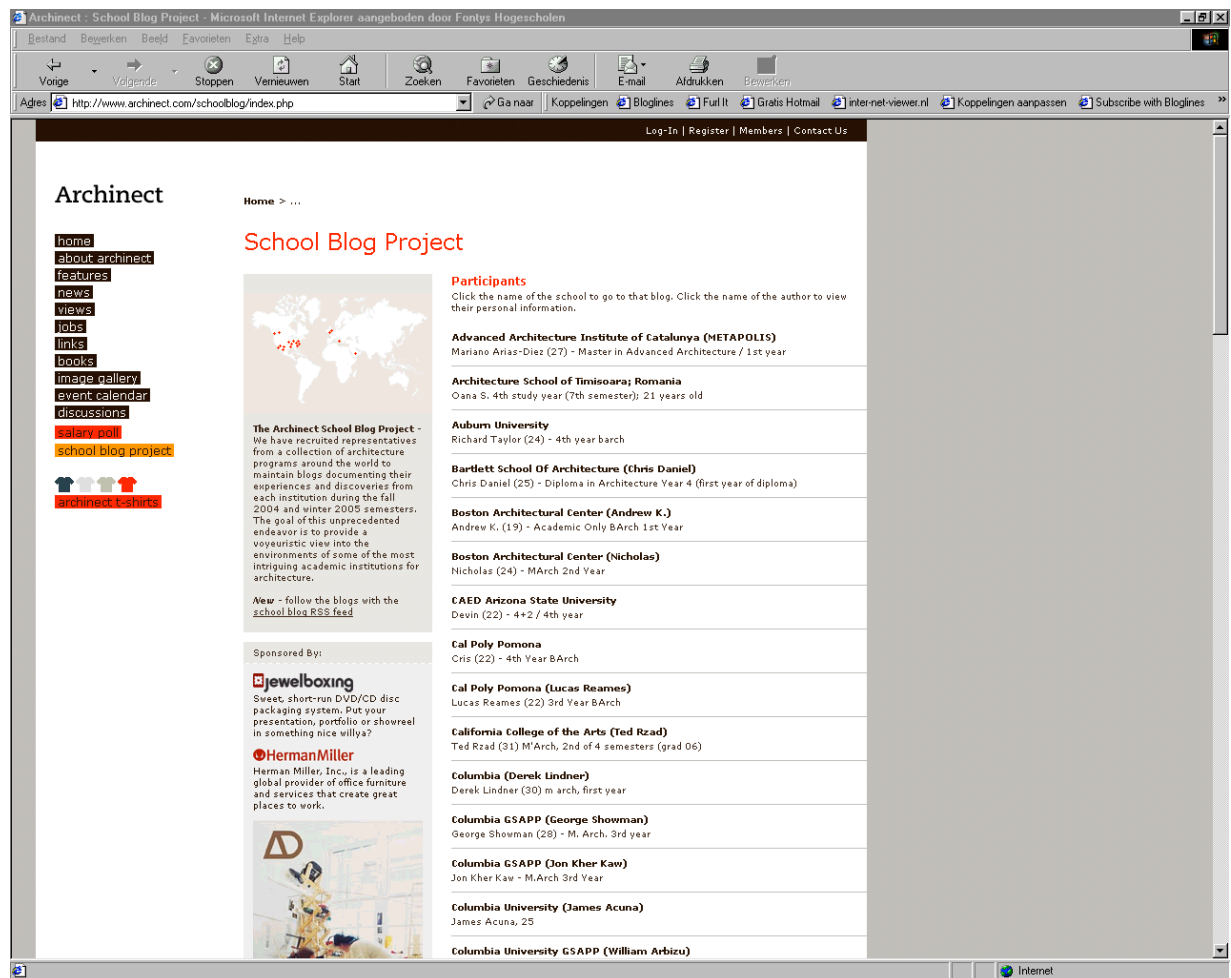 Archinect : School Blog Project - Microsoft Internet Explorer aangeboden door Fontys Hogescholen
Bestand Bewerken Beeld Favorieten Extra Help
Vorige Volgende Stoppen Vernieuwen Start Zoeken Favorieten Geschiedenis E-mail Afdrukken Bewerken
Adres http://www.archinect.com/schoolblog/index.php Ga naar Koppelingen Bloglines Furl It Gratis Hotmail inter-net-viewer.nl Koppelingen aanpassen Subscribe with Bloglines »
Log-In | Register | Members | Contact Us
Archinect
Home > ...
home
about archinect
features
news
views
jobs
links
books
image gallery
event calendar
discussions
salary poll
school blog project
archinect t-shirts
School Blog Project
The Archinect School Blog Project -
We have recruited representatives
from a collection of architecture
programs around the world to
maintain blogs documenting their
experiences and discoveries from
each institution during the fall
2004 and winter 2005 semesters.
The goal of this unprecedented
endeavor is to provide a
voyeuristic view into the
environments of some of the most
intriguing academic institutions for
architecture.
New - follow the blogs with the
school blog RSS feed
Sponsored By:
jewelboxing
Sweet, short-run DVD/CD disc
packaging system. Put your
presentation, portfolio or showreel
in something nice willya?
HermanMiller
Herman Miller, Inc., is a leading
global provider of office furniture
and services that create great
places to work.
AD
Participants
Click the name of the school to go to that blog. Click the name of the author to view
their personal information.
Advanced Architecture Institute of Catalunya (METAPOLIS)
Mariano Arias-Diez (27) - Master in Advanced Architecture / 1st year
Architecture School of Timisoara; Romania
Oana S. 4th study year (7th semester); 21 years old
Auburn University
Richard Taylor (24) - 4th year barch
Bartlett School Of Architecture (Chris Daniel)
Chris Daniel (25) - Diploma in Architecture Year 4 (first year of diploma)
Boston Architectural Center (Andrew K.)
Andrew K. (19) - Academic Only BArch 1st Year
Boston Architectural Center (Nicholas)
Nicholas (24) - MArch 2nd Year
CAED Arizona State University
Devin (22) - 4+2 / 4th year
Cal Poly Pomona
Cris (22) - 4th Year BArch
Cal Poly Pomona (Lucas Reames)
Lucas Reames (22) 3rd Year BArch
California College of the Arts (Ted Rzad)
Ted Rzad (31) M'Arch, 2nd of 4 semesters (grad 06)
Columbia (Derek Lindner)
Derek Lindner (30) m arch, first year
Columbia GSAPP (George Showman)
George Showman (28) - M. Arch. 3rd year
Columbia GSAPP (Jon Kher Kaw)
Jon Kher Kaw - M.Arch 3rd Year
Columbia University (James Acuna)
James Acuna, 25
Columbia University GSAPP (William Arbizu)
Internet